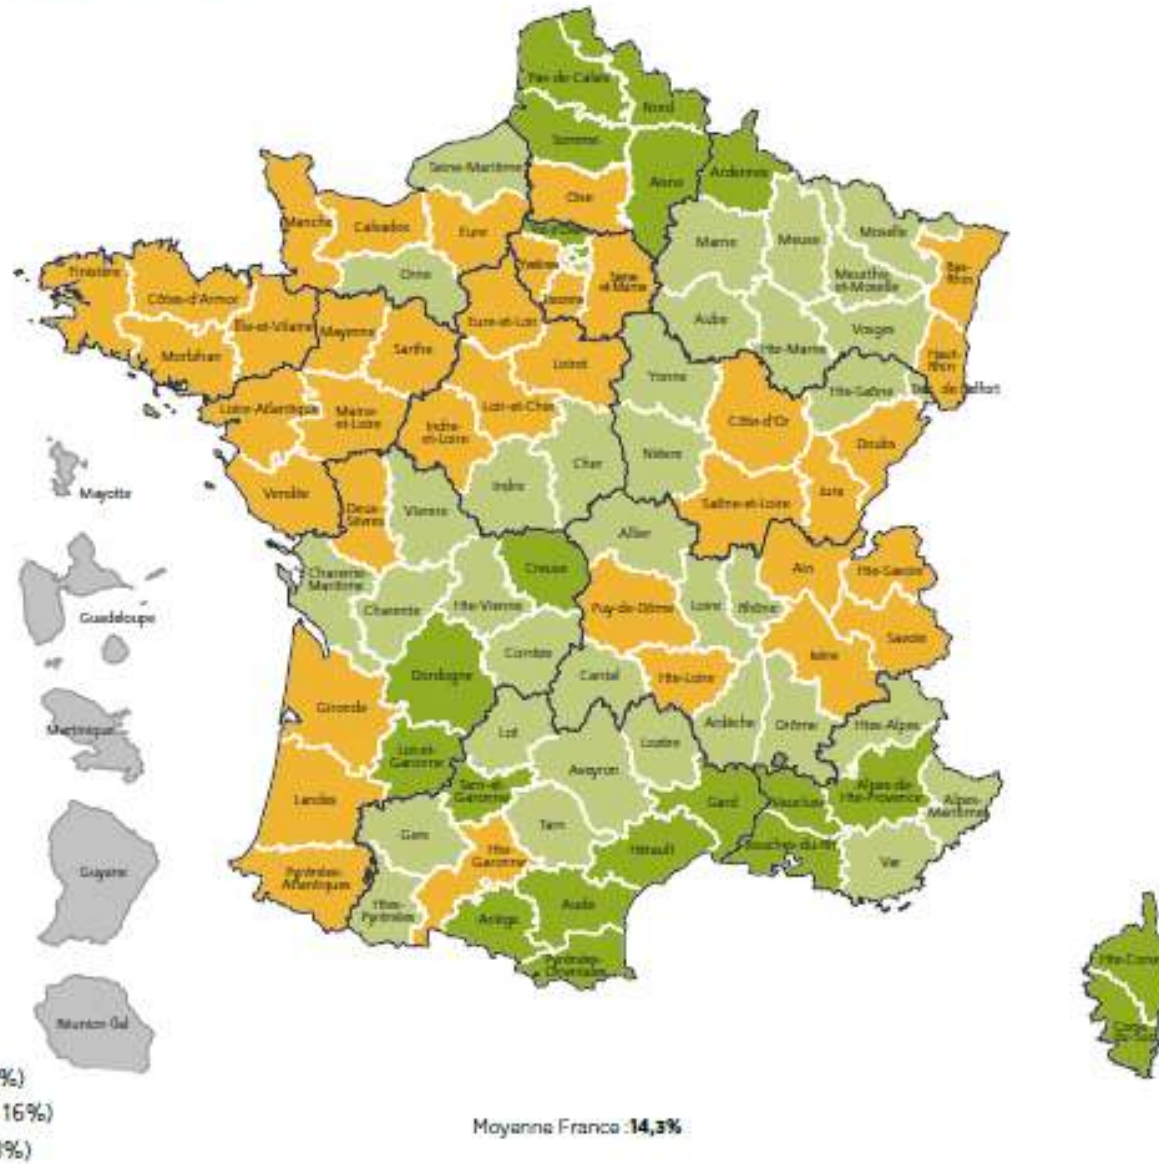 Pas-de-Calais
Nord
Somme
Seine-Maritime
Aisne
Ardennes
Oise
Manche
Calvados
Eure
Marne
Meuse
Moselle
Orne
Yvelines
Seine
et-Marne
Meurthe
et-Moselle
Bas-
Rhin
Finistère
Côtes-d'Armor
Ille-et-Vilaine
Mayenne
Sarthe
Eure-et-Loir
Essonne
Aube
Hte-Marne
Vosges
Haut-
Rhin
Morbihan
Loiret
Yonne
Hte-Saône
Loire-Atlantique
Maine-
et-Loire
Indre-
et-Loire
Loir-et-Cher
Côte-d'Or
Doubs
Cher
Nièvre
Vendée
Deux-
Sèvres
Vienne
Indre
Saône-et-Loire
Jura
Mayotte
Allier
Charente-
Maritime
Creuse
Ain
Hte-Savoie
Charente
Hte-Vienne
Puy-de-Dôme
Loire
Rhône
Guadeloupe
Savoie
Corrèze
Isère
Dordogne
Cantal
Hte-Loire
Gironde
Ardèche
Drôme
Htes-Alpes
Martinique
Lot
Lozère
Lot-et-
Garonne
Aveyron
Landes
Tarn-et-
Garonne
Gard
Vaucluse
Alpes-de-
Hte-Provence
Alpes-
Maritimes
Gers
Tarn
Hérault
Bouches-du-Rh
Var
Hte-
Garonne
Guyane
Pyrénées-
Atlantiques
Htes-
Pyrénées
Ariège
Aude
Pyrénées-
Orientales
Hte-Corse
Réunion Gal
%)
16%)
%)
Moyenne France :14,3%